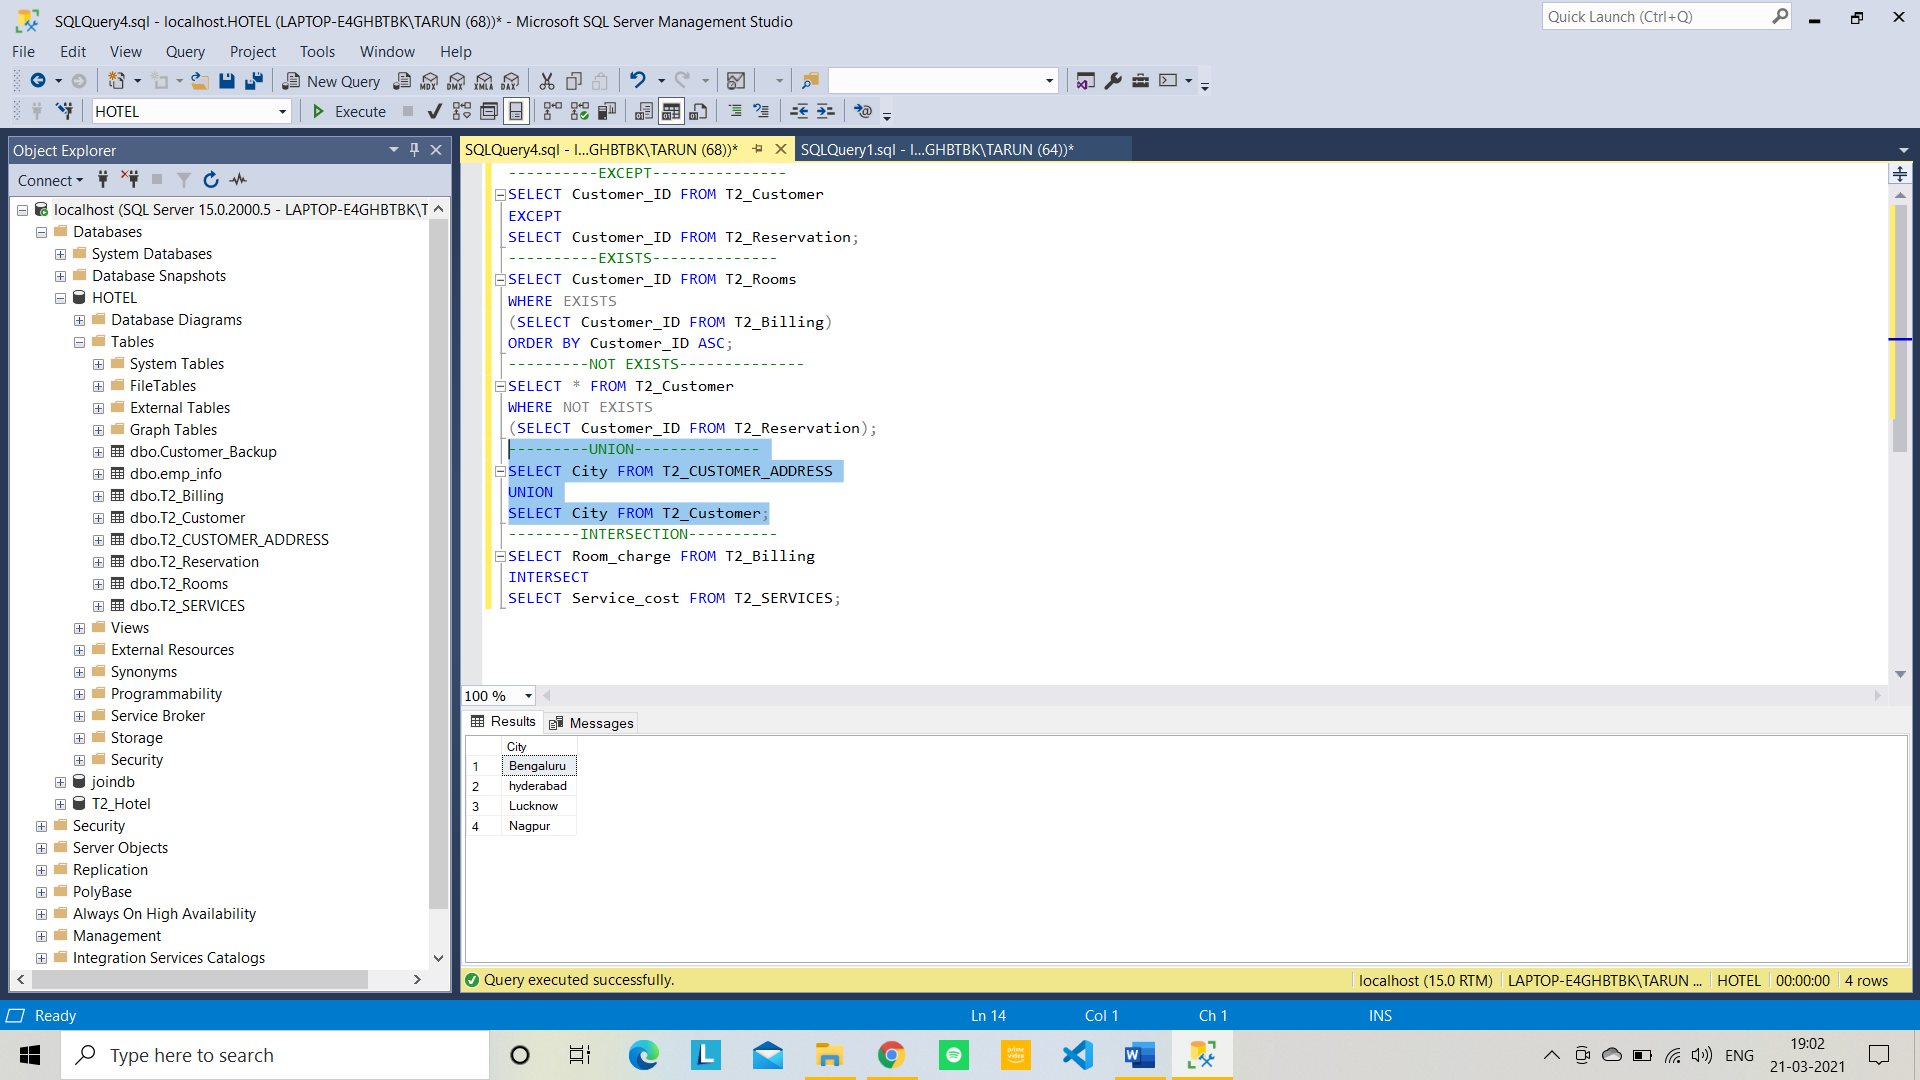 SQLQuery4.sql - localhost.HOTEL (LAPTOP-E4GHBTBK\TARUN (68))* - Microsoft SQL Server Management Studio
Quick Launch (Ctrl+Q)
File Edit View Query Project Tools Window Help
New Query MDX DMX XMLA DAX
HOTEL Execute
Object Explorer
Connect
localhost (SQL Server 15.0.2000.5 - LAPTOP-E4GHBTBK\T
Databases
System Databases
Database Snapshots
HOTEL
Database Diagrams
Tables
System Tables
FileTables
External Tables
Graph Tables
dbo.Customer_Backup
dbo.emp_info
dbo.T2_Billing
dbo.T2_Customer
dbo.T2_CUSTOMER_ADDRESS
dbo.T2_Reservation
dbo.T2_Rooms
dbo.T2_SERVICES
Views
External Resources
Synonyms
Programmability
Service Broker
Storage
Security
joindb
T2_Hotel
Security
Server Objects
Replication
PolyBase
Always On High Availability
Management
Integration Services Catalogs
SQLQuery4.sql - l...GHBTBK\TARUN (68))* SQLQuery1.sql - l...GHBTBK\TARUN (64))*
----------EXCEPT---------------
SELECT Customer_ID FROM T2_Customer
EXCEPT
SELECT Customer_ID FROM T2_Reservation;
----------EXISTS--------------
SELECT Customer_ID FROM T2_Rooms
WHERE EXISTS
(SELECT Customer_ID FROM T2_Billing)
ORDER BY Customer_ID ASC;
---------NOT EXISTS--------------
SELECT * FROM T2_Customer
WHERE NOT EXISTS
(SELECT Customer_ID FROM T2_Reservation);
---------UNION--------------
SELECT City FROM T2_CUSTOMER_ADDRESS
UNION
SELECT City FROM T2_Customer;
--------INTERSECTION----------
SELECT Room_charge FROM T2_Billing
INTERSECT
SELECT Service_cost FROM T2_SERVICES;
100 %
Results Messages
City
1 Bengaluru
2 hyderabad
3 Lucknow
4 Nagpur
Query executed successfully. localhost (15.0 RTM) LAPTOP-E4GHBTBK\TARUN ... HOTEL 00:00:00 4 rows
Ready Ln 14 Col 1 Ch 1 INS
Type here to search
ENG
19:02
21-03-2021